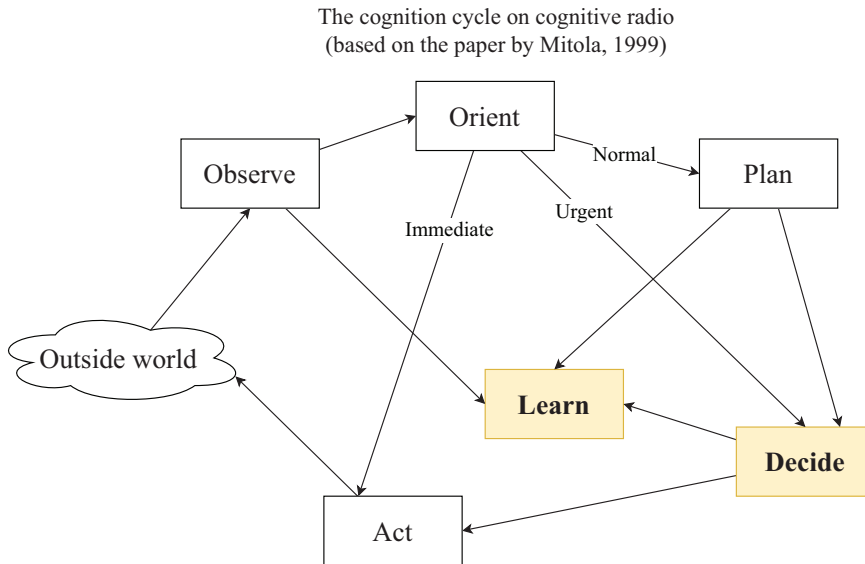 The cognition cycle on cognitive radio
(based on the paper by Mitola, 1999)
Orient
Normal
Observe
Plan
Urgent
Immediate
Outside world
Learn
Decide
Act